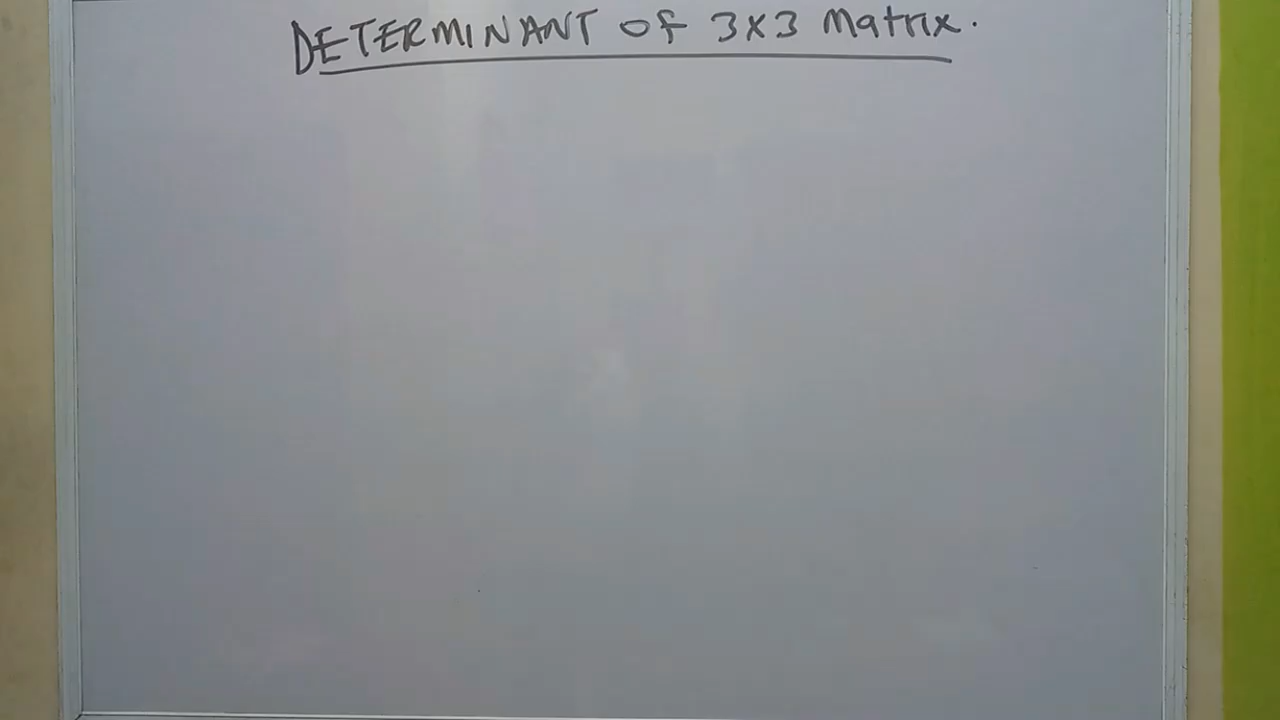 DETERMINANT OF 3X3 Matrix.